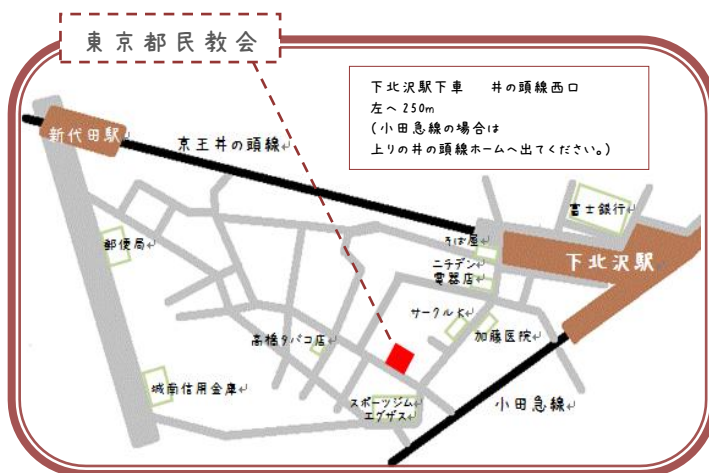 東京都民教会
下北沢駅下車　井の頭線西口
左へ250m
(小田急線の場合は
上りの井の頭線ホームへ出てください。)
新代田駅
京王井の頭線
富士銀行
郵便局
そば屋
ニチデン
電器店
下北沢駅
サークルK
加藤医院
高橋タバコ店
城南信用金庫
スポーツジム
エグザス
小田急線